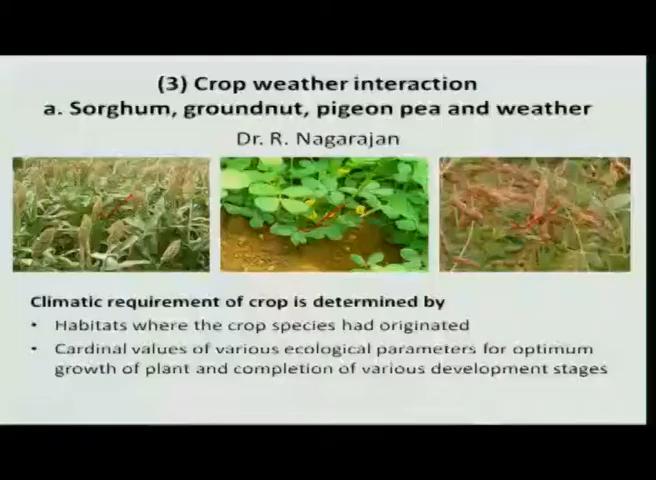 (3) Crop weather interaction
a. Sorghum, groundnut, pigeon pea and weather
Dr. R. Nagarajan
Climatic requirement of crop is determined by
• Habitats where the crop species had originated
• Cardinal values of various ecological parameters for optimum
growth of plant and completion of various development stages